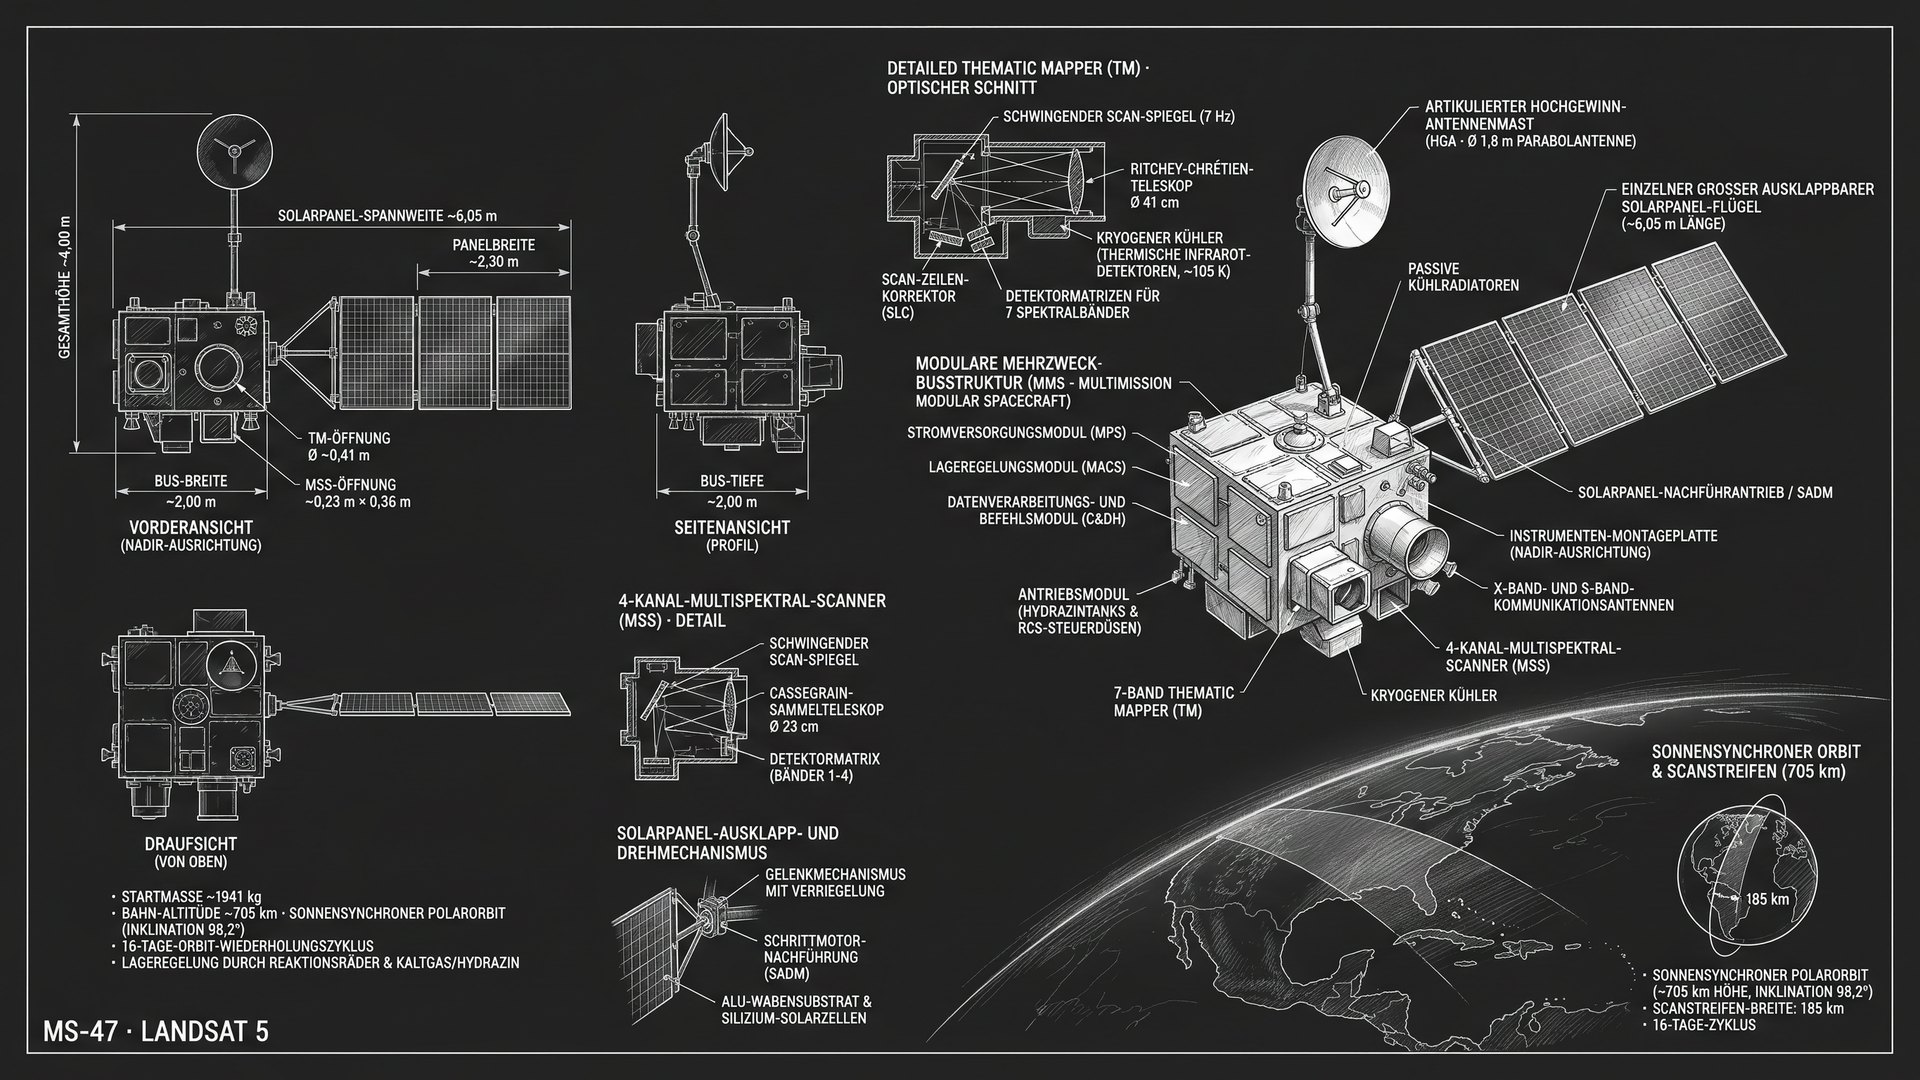 GESAMTHÖHE ~4,00 m
SOLARPANEL-SPANNWEITE ~6,05 m
PANELBREITE
~2,30 m
TM-ÖFFNUNG
Ø ~0,41 m
MSS-ÖFFNUNG
~0,23 m × 0,36 m
BUS-BREITE
~2,00 m
VORDERANSICHT
(NADIR-AUSRICHTUNG)
BUS-TIEFE
~2,00 m
SEITENANSICHT
(PROFIL)
DETAILED THEMATIC MAPPER (TM) ·
OPTISCHER SCHNITT
SCHWINGENDER SCAN-SPIEGEL (7 Hz)
RITCHEY-CHRÉTIEN-
TELESKOP
Ø 41 cm
KRYOGENER KÜHLER
(THERMISCHE INFRAROT-
DETEKTOREN, ~105 K)
SCAN-ZEILEN-
KORREKTOR
(SLC)
DETEKTORMATRIZEN FÜR
7 SPEKTRALBÄNDER
ARTIKULIERTER HOCHGEWINN-
ANTENNENMAST
(HGA · Ø 1,8 m PARABOLANTENNE)
EINZELNER GROSSER AUSKLAPPBARER
SOLARPANEL-FLÜGEL
(~6,05 m LÄNGE)
PASSIVE
KÜHLRADIATOREN
MODULARE MEHRZWECK-
BUSSTRUKTUR (MMS - MULTIMISSION
MODULAR SPACECRAFT)
STROMVERSORGUNGSMODUL (MPS)
LAGEREGELUNGSMODUL (MACS)
DATENVERARBEITUNGS- UND
BEFEHLSMODUL (C&DH)
ANTRIEBSMODUL
(HYDRAZINTANKS &
RCS-STEUERDÜSEN)
7-BAND THEMATIC
MAPPER (TM)
KRYOGENER KÜHLER
4-KANAL-MULTISPEKTRAL-
SCANNER (MSS)
X-BAND- UND S-BAND-
KOMMUNIKATIONSANTENNEN
INSTRUMENTEN-MONTAGEPLATTE
(NADIR-AUSRICHTUNG)
SOLARPANEL-NACHFÜHRANTRIEB / SADM
DRAUFSICHT
(VON OBEN)
· STARTMASSE ~1941 kg
· BAHN-ALTITÜDE ~705 km · SONNENSYNCHRONER POLARORBIT
(INKLINATION 98,2°)
· 16-TAGE-ORBIT-WIEDERHOLUNGSZYKLUS
· LAGEREGELUNG DURCH REAKTIONSRÄDER & KALTGAS/HYDRAZIN
4-KANAL-MULTISPEKTRAL-SCANNER
(MSS) · DETAIL
SCHWINGENDER
SCAN-SPIEGEL
CASSEGRAIN-
SAMMELTELESKOP
Ø 23 cm
DETEKTORMATRIX
(BÄNDER 1-4)
SOLARPANEL-AUSKLAPP- UND
DREHMECHANISMUS
GELENKMECHANISMUS
MIT VERRIEGELUNG
SCHRITTMOTOR-
NACHFÜHRUNG
(SADM)
ALU-WABENSUBSTRAT &
SILIZIUM-SOLARZELLEN
SONNENSYNCHRONER ORBIT
& SCANSTREIFEN (705 km)
185 km
· SONNENSYNCHRONER POLARORBIT
(~705 km HÖHE, INKLINATION 98,2°)
· SCANSTREIFEN-BREITE: 185 km
· 16-TAGE-ZYKLUS
MS-47 · LANDSAT 5